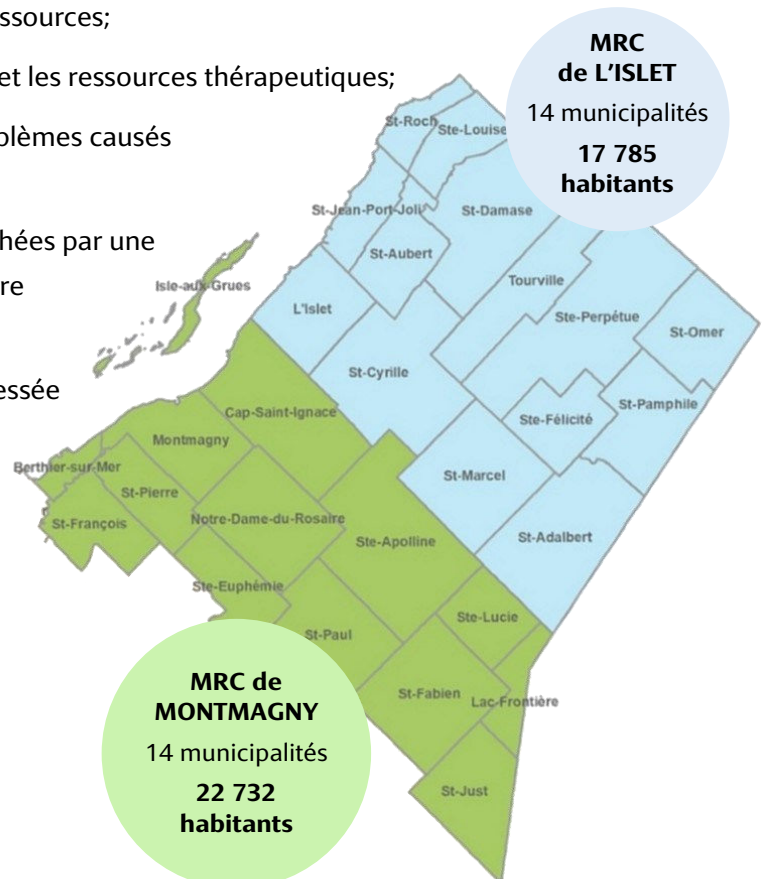 ssources;
et les ressources thérapeutiques;
blèmes causés
hées par une
re
essée
MRC
de L'ISLET
14 municipalités
17 785
habitants
St-Roch
Ste-Louise
St-Jean-Port-Joli
St-Damase
St-Aubert
Isle-aux-Grues
Tourville
L'Islet
Ste-Perpétue
St-Omer
St-Cyrille
St-Pamphile
Ste-Félicité
Cap-Saint-Ignace
Montmagny
Berthier-sur-Mer
St-Marcel
St-Pierre
St-François
Notre-Dame-du-Rosaire
Ste-Apolline
St-Adalbert
Ste-Euphémie
Ste-Lucie
St-Paul
St-Fabien
Lac-Frontière
St-Just
MRC de
MONTMAGNY
14 municipalités
22 732
habitants